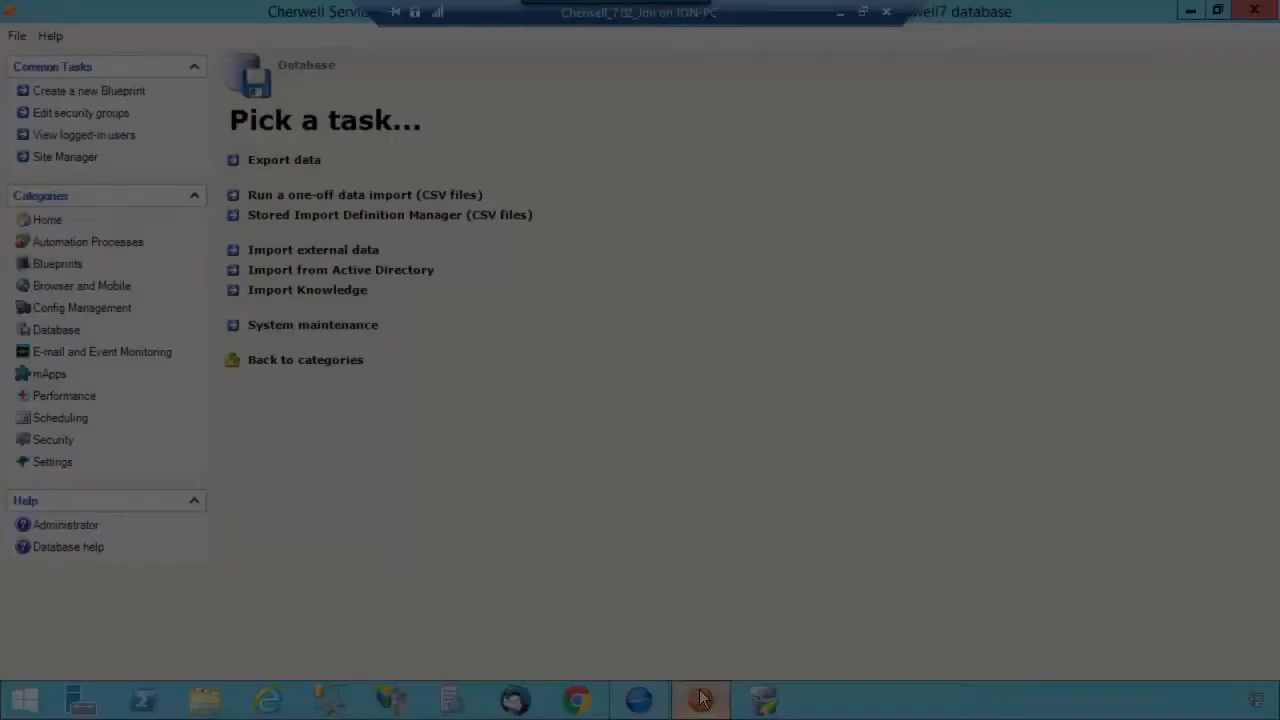 Cherwell Servic
Cherwell_7.02_Jon on JON-PC
well7 database
File Help
Common Tasks
Create a new Blueprint
Edit security groups
View logged-in users
Site Manager
Categories
Home
Automation Processes
Blueprints
Browser and Mobile
Config Management
Database
E-mail and Event Monitoring
mApps
Performance
Scheduling
Security
Settings
Help
Administrator
Database help
Database
Pick a task...
Export data
Run a one-off data import (CSV files)
Stored Import Definition Manager (CSV files)
Import external data
Import from Active Directory
Import Knowledge
System maintenance
Back to categories